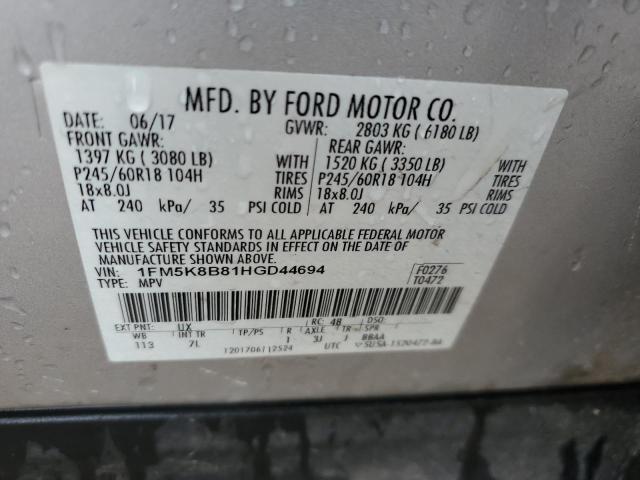 MFD. BY FORD MOTOR CO.
DATE: 06/17 GVWR: 2803 KG ( 6180 LB)
FRONT GAWR: REAR GAWR:
1397 KG ( 3080 LB) WITH 1520 KG ( 3350 LB) WITH
P245/60R18 104H TIRES P245/60R18 104H TIRES
18x8.0J RIMS 18x8.0J RIMS
AT 240 kPa/ 35 PSI COLD AT 240 kPa/ 35 PSI COLD
THIS VEHICLE CONFORMS TO ALL APPLICABLE FEDERAL MOTOR
VEHICLE SAFETY STANDARDS IN EFFECT ON THE DATE OF
MANUFACTURE SHOWN ABOVE.
VIN: 1FM5K8B81HGD44694 F0276
TYPE: MPV T0472
EXT PNT: UX RC: 48 DSO:
WB INT TR TP/PS R AXLE TR SPR
113 7L 1 3J J BBAA
UTC